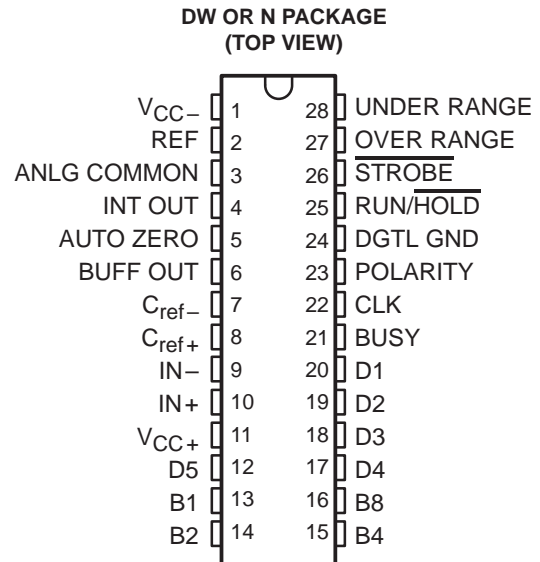 DW OR N PACKAGE
(TOP VIEW)
VCC− 1 28 UNDER RANGE
REF 2 27 OVER RANGE
ANLG COMMON 3 26 STROBE
INT OUT 4 25 RUN/HOLD
AUTO ZERO 5 24 DGTL GND
BUFF OUT 6 23 POLARITY
Cref− 7 22 CLK
Cref+ 8 21 BUSY
IN− 9 20 D1
IN+ 10 19 D2
VCC+ 11 18 D3
D5 12 17 D4
B1 13 16 B8
B2 14 15 B4